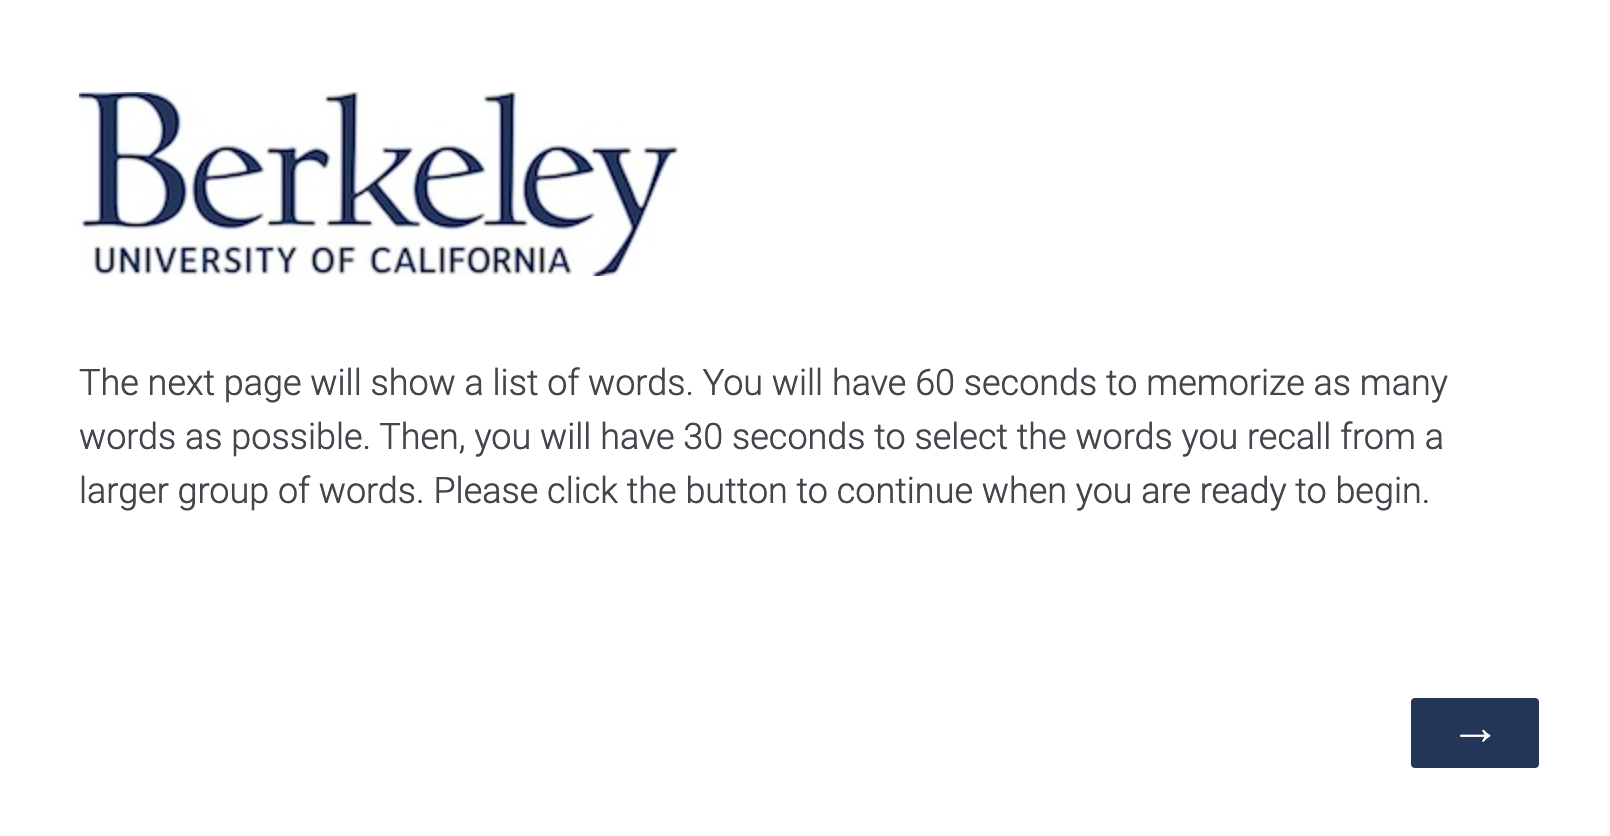 Berkeley
UNIVERSITY OF CALIFORNIA
The next page will show a list of words. You will have 60 seconds to memorize as many
words as possible. Then, you will have 30 seconds to select the words you recall from a
larger group of words. Please click the button to continue when you are ready to begin.
→